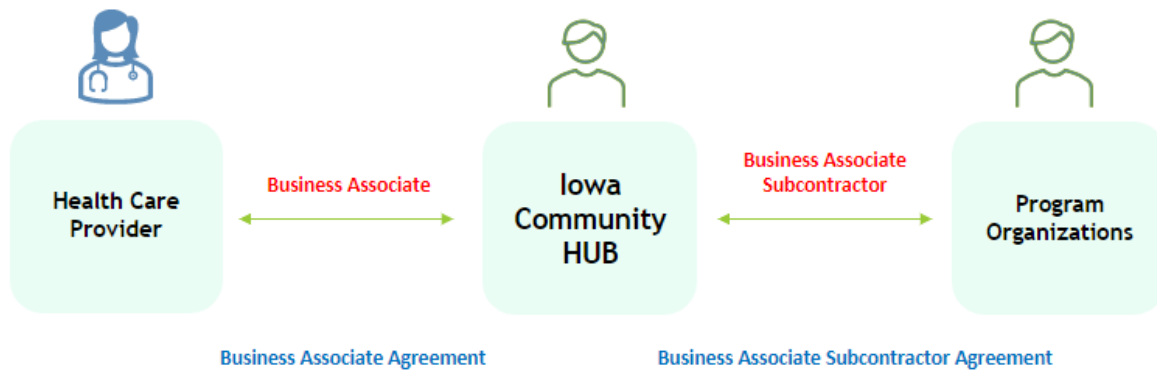 Health Care
Provider
Business Associate
Iowa
Community
HUB
Business Associate
Subcontractor
Program
Organizations
Business Associate Agreement
Business Associate Subcontractor Agreement